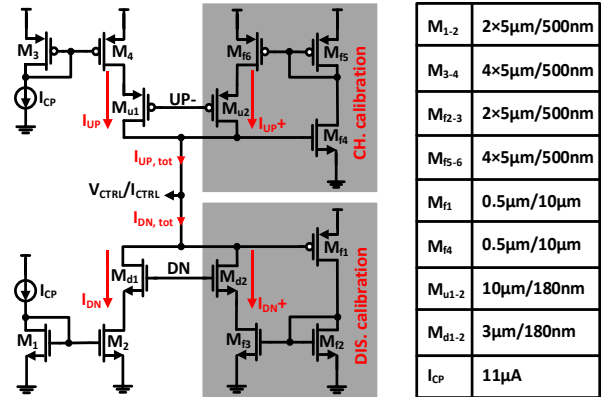 M3
M4
Mf6
Mf5
ICP
Mu1
UP-
Mu2
IUP
IUP+
Mf4
CH. calibration
IUP, tot
VCTRL/ICTRL
IDN, tot
Mf1
ICP
Md1
DN
Md2
IDN
IDN+
DIS. calibration
M1
M2
Mf3
Mf2
M1-2 2×5µm/500nm
M3-4 4×5µm/500nm
Mf2-3 2×5µm/500nm
Mf5-6 4×5µm/500nm
Mf1 0.5µm/10µm
Mf4 0.5µm/10µm
Mu1-2 10µm/180nm
Md1-2 3µm/180nm
ICP 11µA